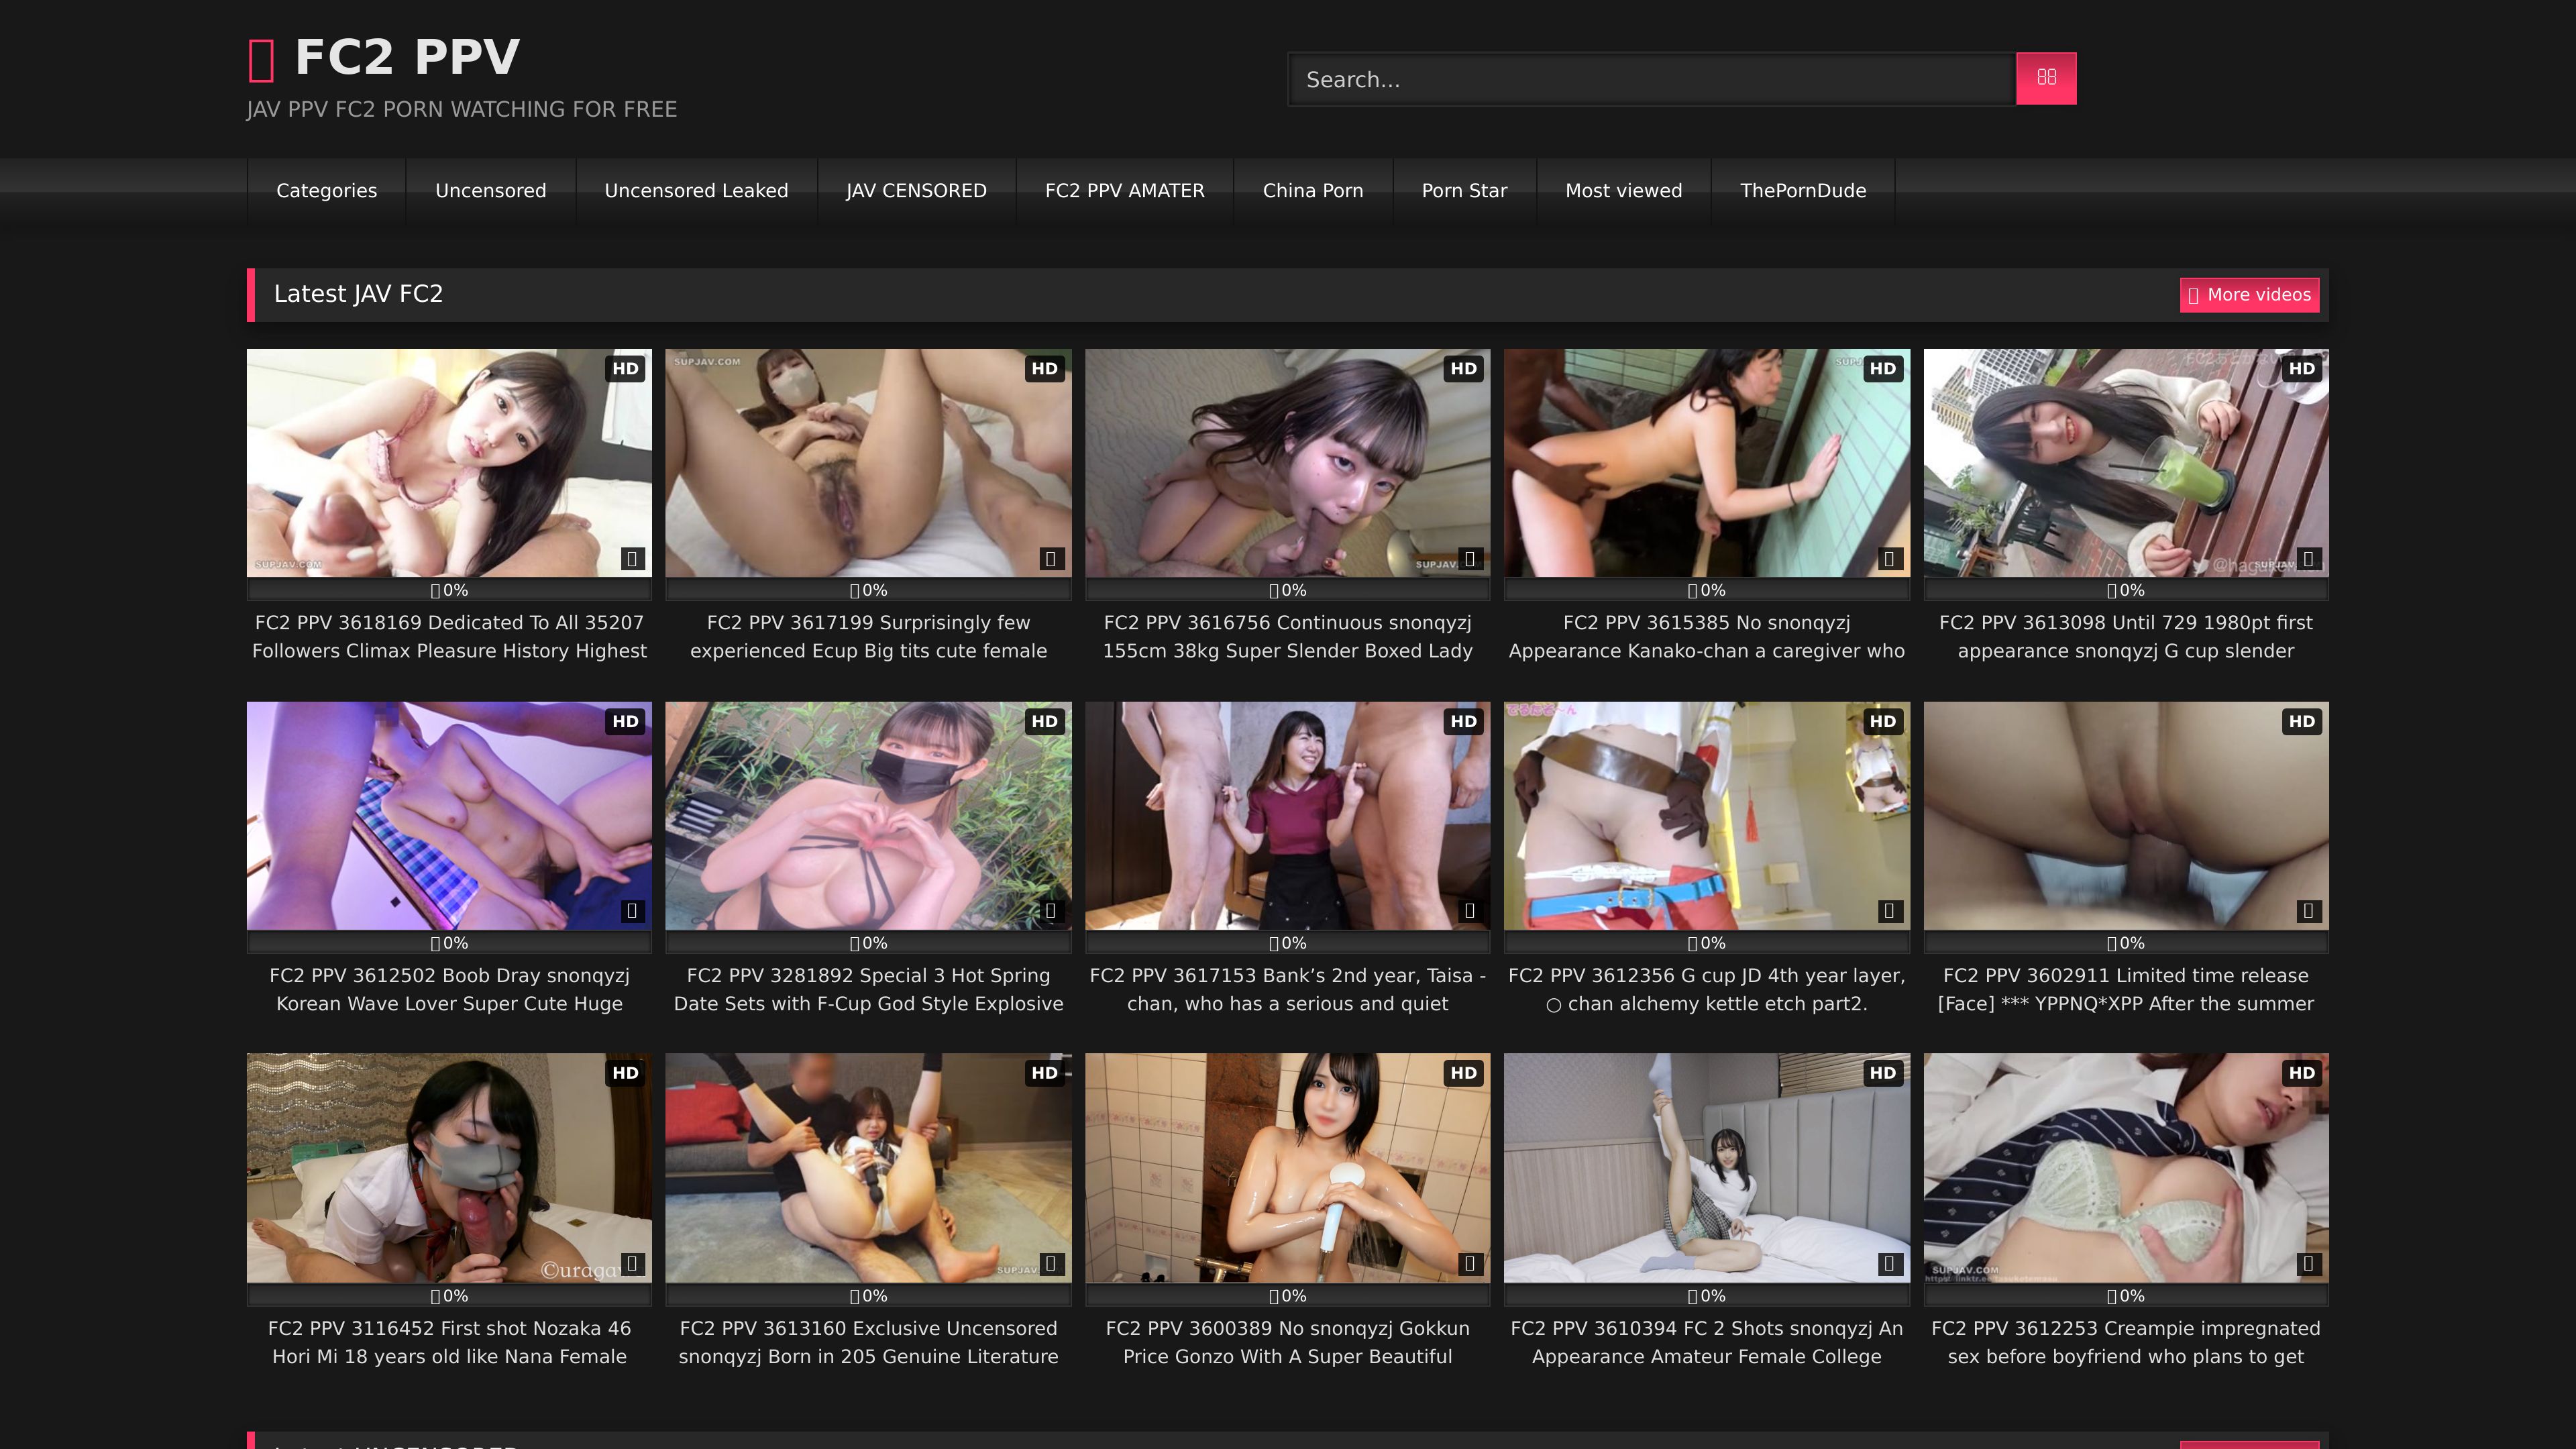 FC2 PPV
JAV PPV FC2 PORN WATCHING FOR FREE
Search...
Categories
Uncensored
Uncensored Leaked
JAV CENSORED
FC2 PPV AMATER
China Porn
Porn Star
Most viewed
ThePornDude
Latest JAV FC2
More videos
HD
SUPJAV.COM
0%
FC2 PPV 3618169 Dedicated To All 35207
Followers Climax Pleasure History Highest
SUPJAV.COM
HD
0%
FC2 PPV 3617199 Surprisingly few
experienced Ecup Big tits cute female
HD
0%
FC2 PPV 3616756 Continuous snonqyzj
155cm 38kg Super Slender Boxed Lady
HD
0%
FC2 PPV 3615385 No snonqyzj
Appearance Kanako-chan a caregiver who
HD
0%
FC2 PPV 3613098 Until 729 1980pt first
appearance snonqyzj G cup slender
HD
0%
FC2 PPV 3612502 Boob Dray snonqyzj
Korean Wave Lover Super Cute Huge
HD
0%
FC2 PPV 3281892 Special 3 Hot Spring
Date Sets with F-Cup God Style Explosive
HD
0%
FC2 PPV 3617153 Bank’s 2nd year, Taisa -
chan, who has a serious and quiet
HD
0%
FC2 PPV 3612356 G cup JD 4th year layer,
○ chan alchemy kettle etch part2.
HD
0%
FC2 PPV 3602911 Limited time release
[Face] *** YPPNQ*XPP After the summer
HD
0%
FC2 PPV 3116452 First shot Nozaka 46
Hori Mi 18 years old like Nana Female
HD
0%
FC2 PPV 3613160 Exclusive Uncensored
snonqyzj Born in 205 Genuine Literature
HD
0%
FC2 PPV 3600389 No snonqyzj Gokkun
Price Gonzo With A Super Beautiful
HD
0%
FC2 PPV 3610394 FC 2 Shots snonqyzj An
Appearance Amateur Female College
HD
SUPJAV.COM
0%
FC2 PPV 3612253 Creampie impregnated
sex before boyfriend who plans to get